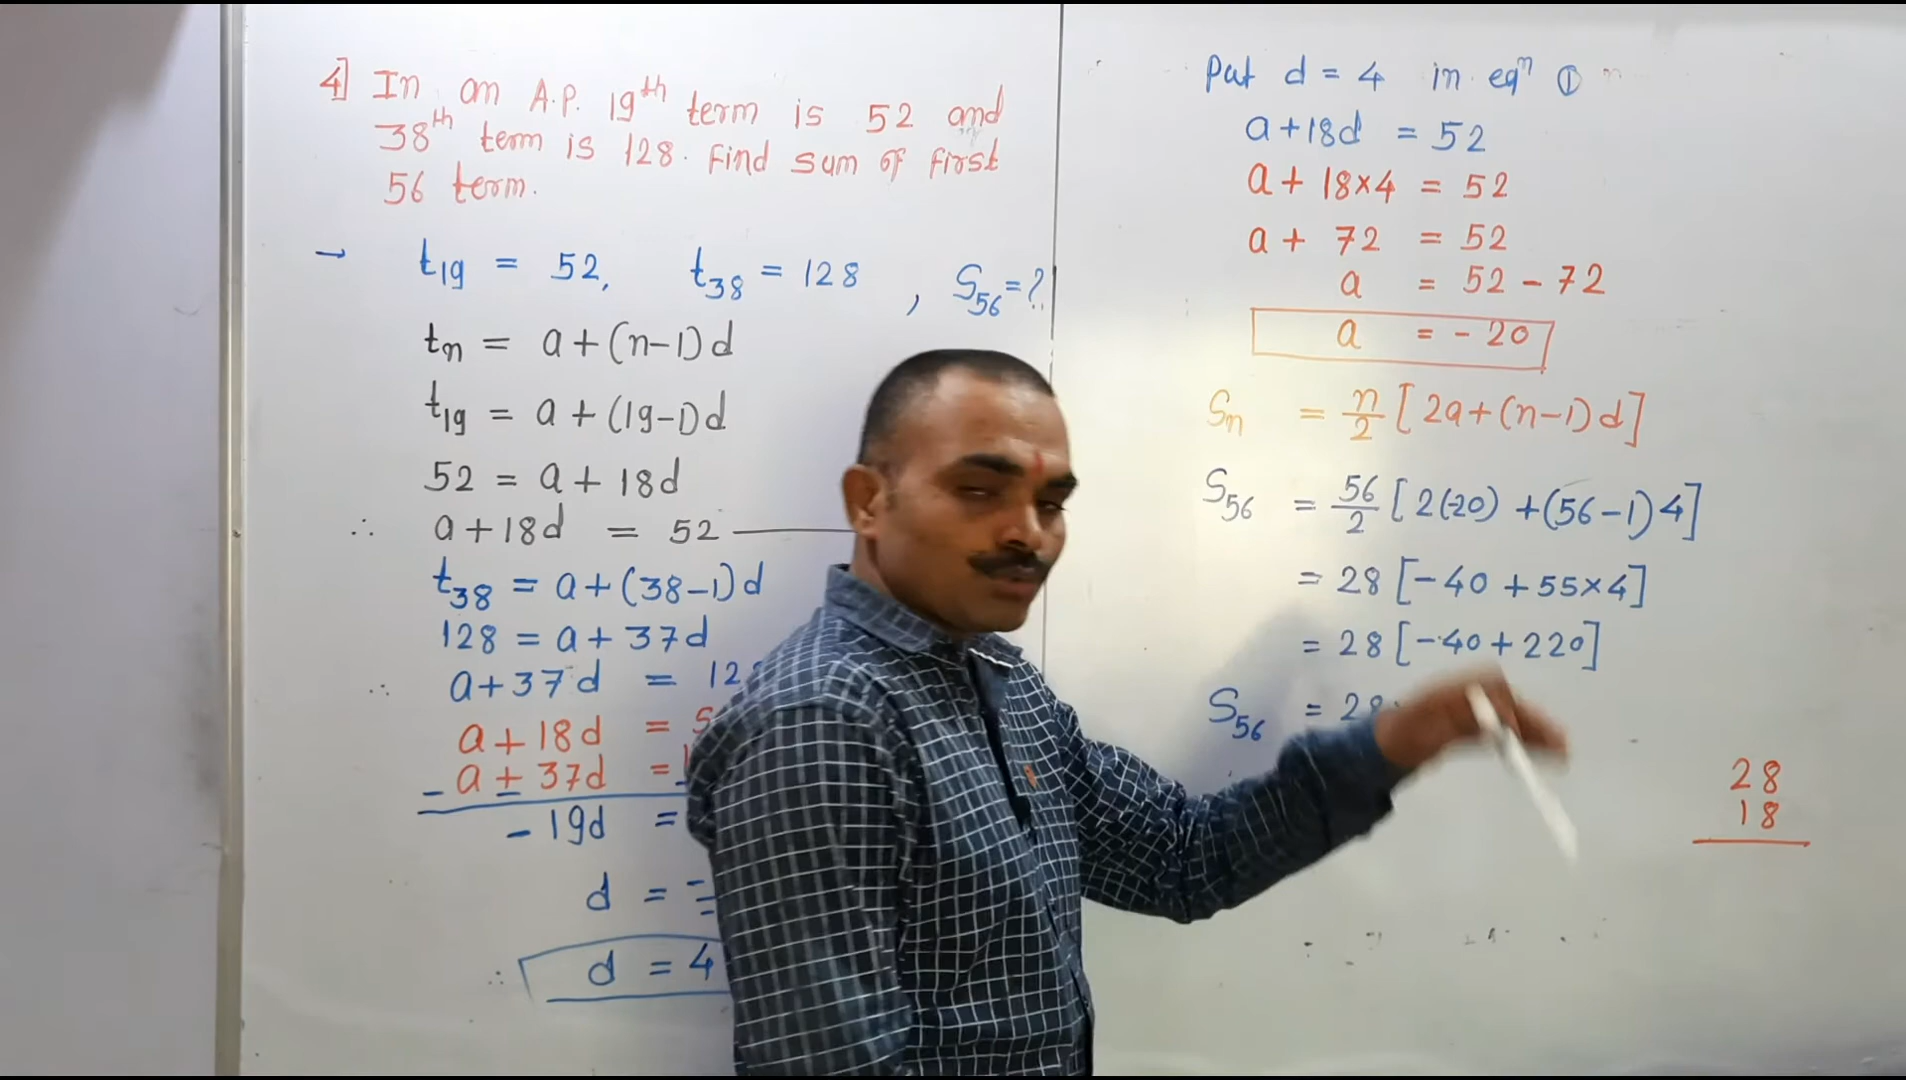 4] In an A.P. 19th term is 52 and
38th term is 128. Find sum of first
56 term.
→ t19 = 52, t38 = 128, S56 = ?
tn = a + (n-1)d
t19 = a + (19-1)d
52 = a + 18d
∴ a + 18d = 52
t38 = a + (38-1)d
128 = a + 37d
∴ a + 37d = 12
a + 18d =
- a + 37d =
-
- 19d =
d =
∴ d = 4
Put d = 4 in eqn ①
a + 18d = 52
a + 18×4 = 52
a + 72 = 52
a = 52 - 72
a = -20
Sn = n/2 [2a + (n-1)d]
S56 = 56/2 [2(-20) + (56-1)4]
= 28 [-40 + 55×4]
= 28 [-40 + 220]
S56 = 28
28
18